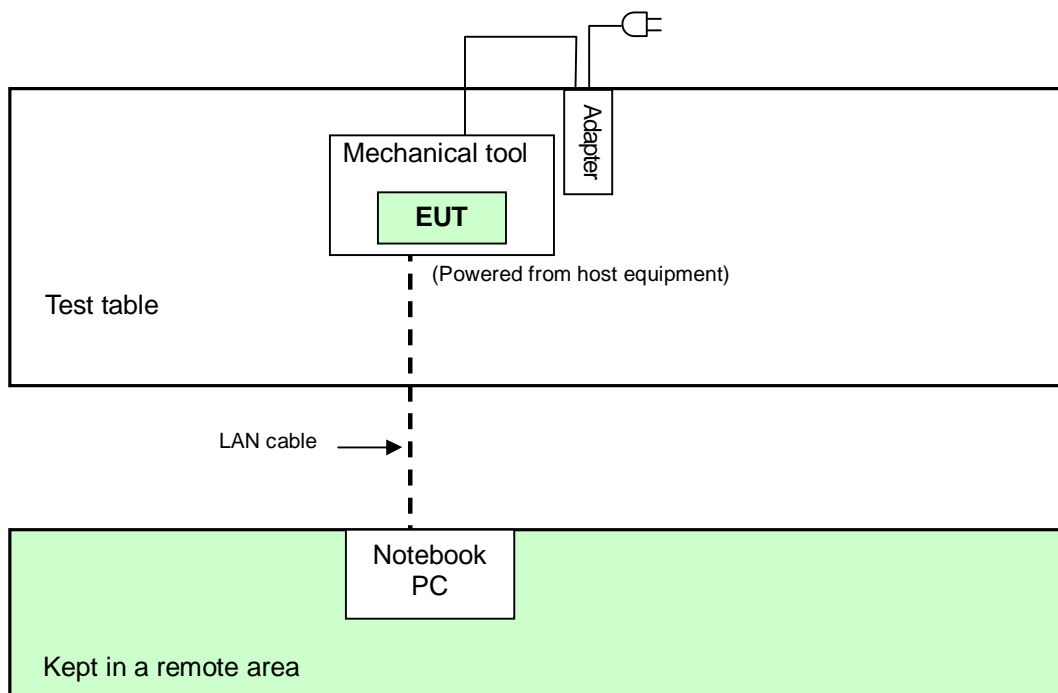 Adapter
Mechanical tool
EUT
(Powered from host equipment)
Test table
LAN cable
Notebook
PC
Kept in a remote area